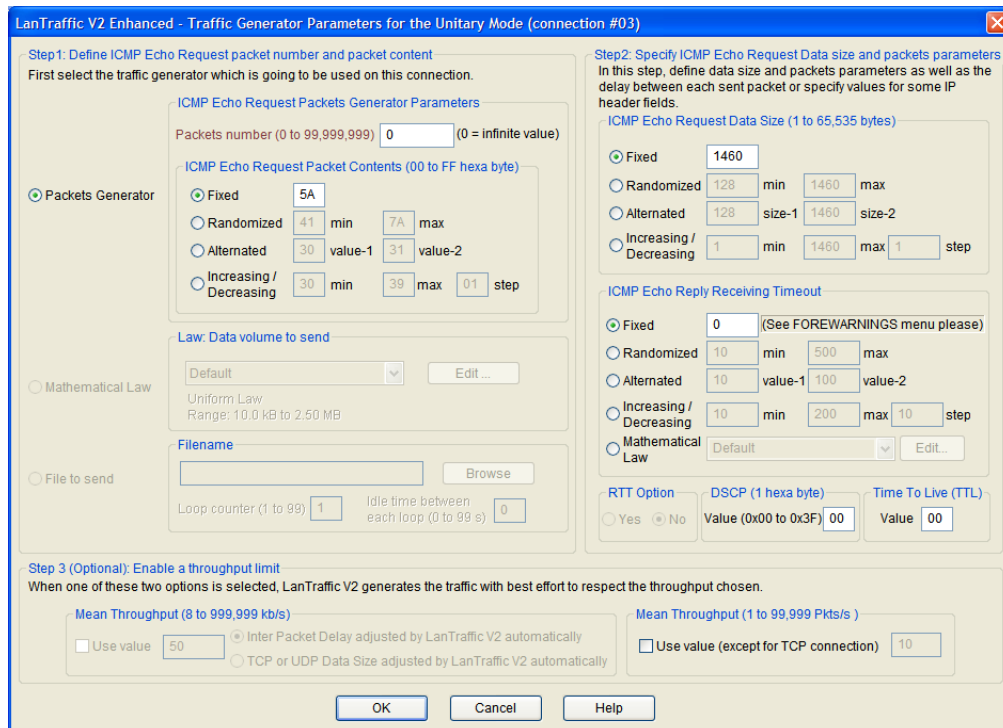 LanTraffic V2 Enhanced - Traffic Generator Parameters for the Unitary Mode (connection #03)
Step1: Define ICMP Echo Request packet number and packet content
First select the traffic generator which is going to be used on this connection.
ICMP Echo Request Packets Generator Parameters
Packets number (0 to 99,999,999) 0 (0 = infinite value)
ICMP Echo Request Packet Contents (00 to FF hexa byte)
Packets Generator
Fixed 5A
Randomized 41 min 7A max
Alternated 30 value-1 31 value-2
Increasing /
Decreasing 30 min 39 max 01 step
Law: Data volume to send
Mathematical Law
Default Edit ...
Uniform Law
Range: 10.0 kB to 2.50 MB
Filename
File to send
Browse
Loop counter (1 to 99) 1 Idle time between
each loop (0 to 99 s) 0
Step2: Specify ICMP Echo Request Data size and packets parameters
In this step, define data size and packets parameters as well as the
delay between each sent packet or specify values for some IP
header fields.
ICMP Echo Request Data Size (1 to 65,535 bytes)
Fixed 1460
Randomized 128 min 1460 max
Alternated 128 size-1 1460 size-2
Increasing /
Decreasing 1 min 1460 max 1 step
ICMP Echo Reply Receiving Timeout
Fixed 0 (See FOREWARNINGS menu please)
Randomized 10 min 500 max
Alternated 10 value-1 100 value-2
Increasing /
Decreasing 10 min 200 max 10 step
Mathematical
Law Default Edit...
RTT Option
Yes No
DSCP (1 hexa byte)
Value (0x00 to 0x3F) 00
Time To Live (TTL)
Value 00
Step 3 (Optional): Enable a throughput limit
When one of these two options is selected, LanTraffic V2 generates the traffic with best effort to respect the throughput chosen.
Mean Throughput (8 to 999,999 kb/s)
Use value 50
Inter Packet Delay adjusted by LanTraffic V2 automatically
TCP or UDP Data Size adjusted by LanTraffic V2 automatically
Mean Throughput (1 to 99,999 Pkts/s )
Use value (except for TCP connection) 10
OK Cancel Help